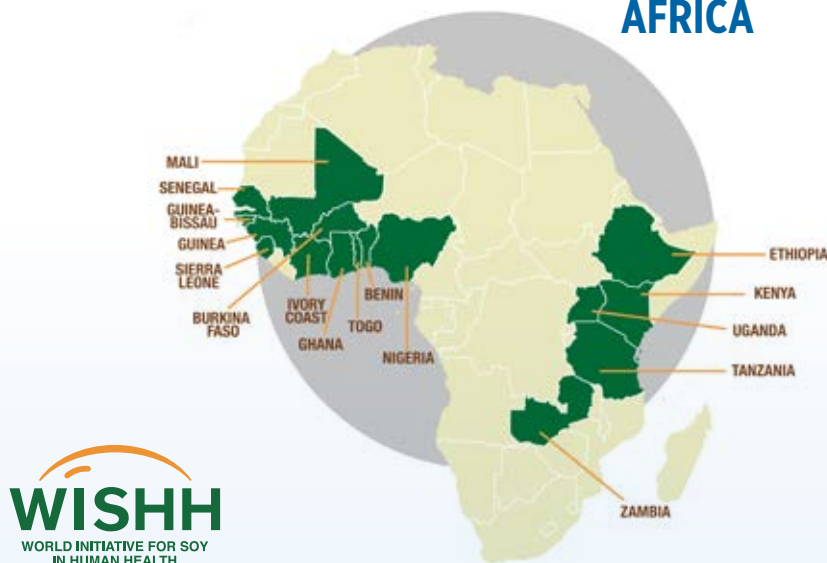 AFRICA
MALI
SENEGAL
GUINEA-
BISSAU
GUINEA
SIERRA
LEONE
BURKINA
FASO
IVORY
COAST
GHANA
TOGO
BENIN
NIGERIA
ETHIOPIA
KENYA
UGANDA
TANZANIA
ZAMBIA
WISHH
WORLD INITIATIVE FOR SOY
IN HUMAN HEALTH